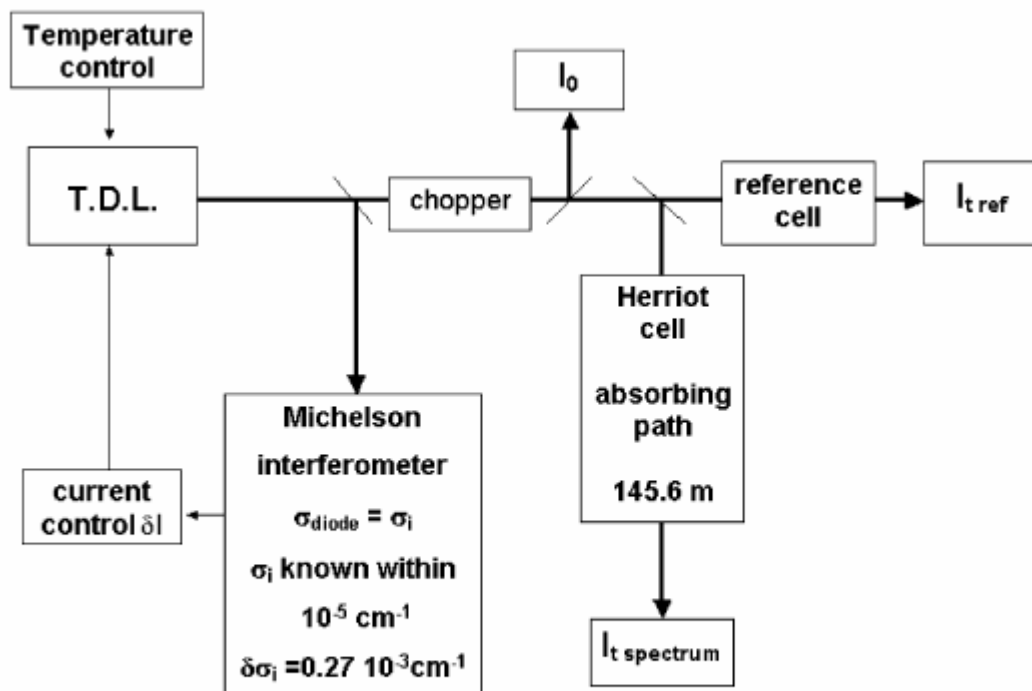 Temperature
control
I₀
T.D.L.
chopper
reference
cell
Iₜ ᵣₑf
Herriot
cell
absorbing
path
145.6 m
Michelson
interferometer
σdiode = σi
σi known within
10⁻⁵ cm⁻¹
δσi =0.27 10⁻³cm⁻¹
current
control δI
It spectrum